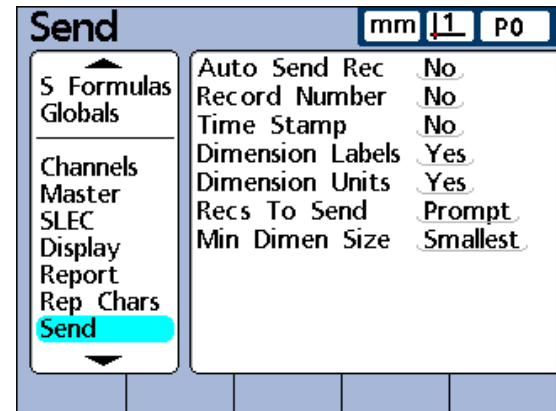 Send mm 1 P0
S Formulas
Globals
Channels
Master
SLEC
Display
Report
Rep Chars
Send
Auto Send Rec No
Record Number No
Time Stamp No
Dimension Labels Yes
Dimension Units Yes
Recs To Send Prompt
Min Dimen Size Smallest